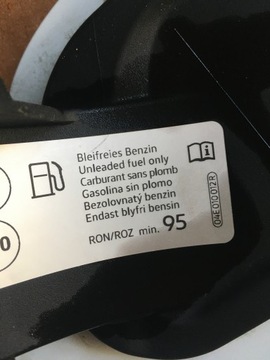 Bleifreies Benzin
Unleaded fuel only
Carburant sans plomb
Gasolina sin plomo
Bezolovnatý benzin
Endast blyfri bensin
RON/ROZ min. 95
04E010012R
0